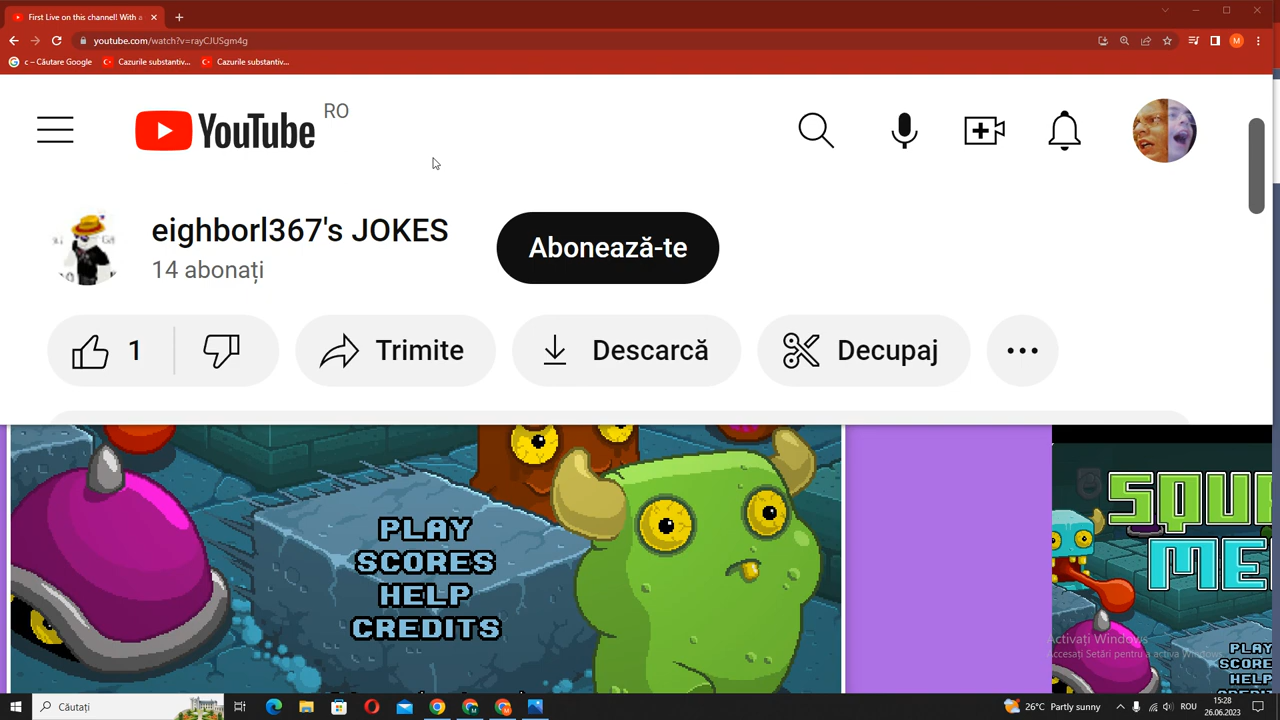 First Live on this channel! With a
youtube.com/watch?v=rayCJUSgm4g
c – Căutare Google
Cazurile substantiv...
Cazurile substantiv...
M
YouTube RO
eighborl367's JOKES
14 abonați
Abonează-te
1
Trimite
Descarcă
Decupaj
PLAY
SCORES
HELP
CREDITS
SQU
ME
Activați Windows
Accesați Setări pentru a activa Windows.
PLAY
SCORE
HELP
Căutați
26°C Partly sunny
ROU
15:28
26.06.2023